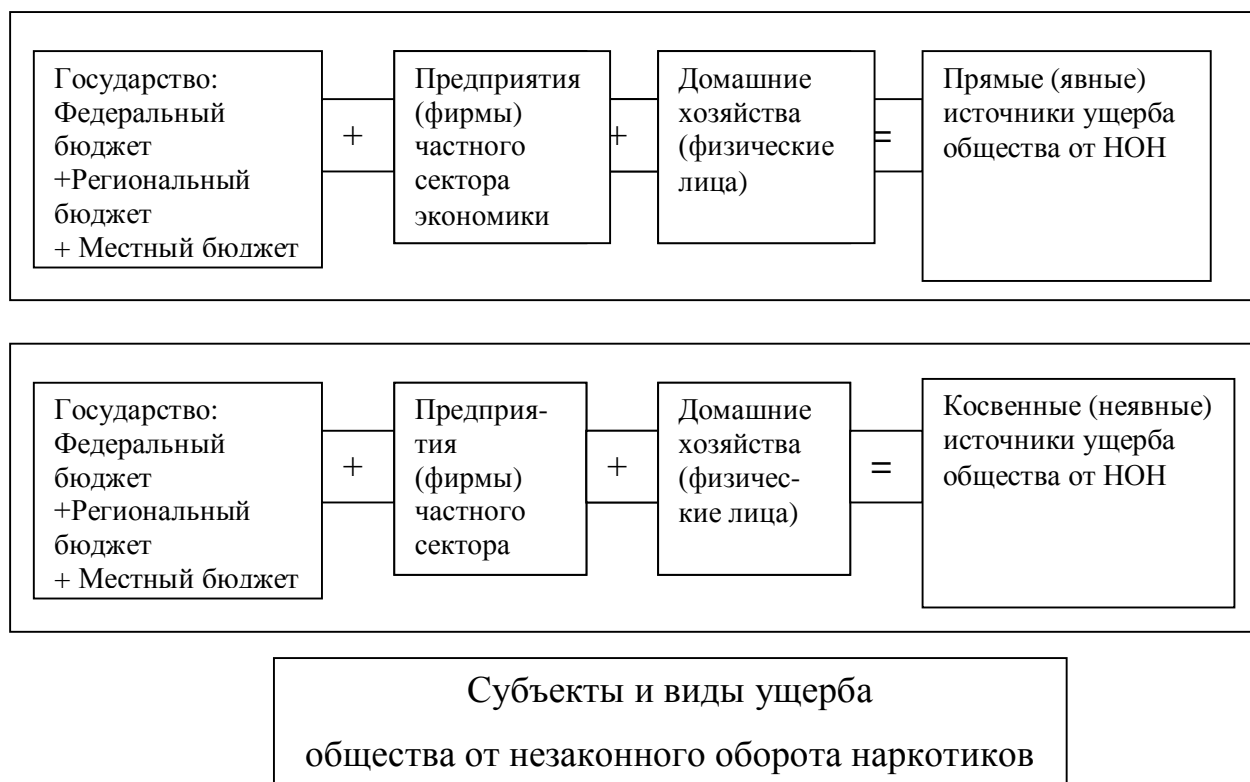 Государство:
Федеральный
бюджет
+Региональный
бюджет
+ Местный бюджет
+
Предприятия
(фирмы)
частного
сектора
экономики
+
Домашние
хозяйства
(физические
лица)
=
Прямые (явные)
источники ущерба
общества от НОН
Государство:
Федеральный
бюджет
+Региональный
бюджет
+ Местный бюджет
+
Предприя-
тия
(фирмы)
частного
сектора
+
Домашние
хозяйства
(физичес-
кие лица)
=
Косвенные (неявные)
источники ущерба
общества от НОН
Субъекты и виды ущерба
общества от незаконного оборота наркотиков